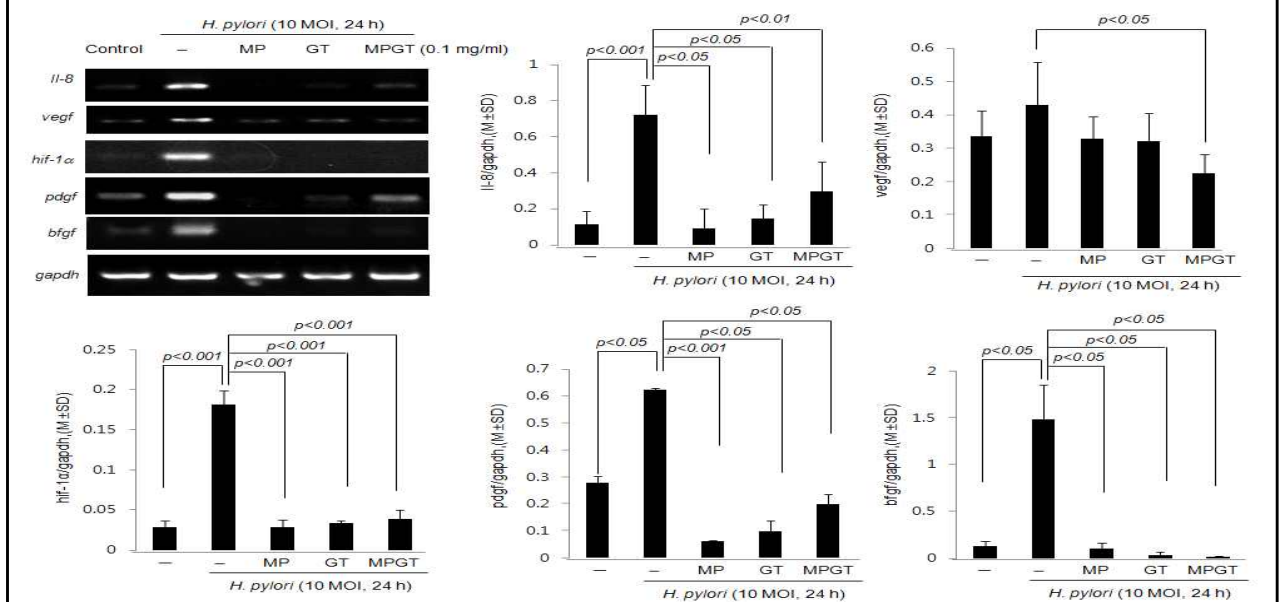 H. pylori (10 MOI, 24 h)
Control – MP GT MPGT (0.1 mg/ml)
Il-8
vegf
hif-1α
pdgf
bfgf
gapdh
p<0.01
p<0.05
p<0.001 p<0.05
Il-8/gapdh,(M±SD)
1
0.8
0.6
0.4
0.2
0
– – MP GT MPGT
H. pylori (10 MOI, 24 h)
p<0.05
vegf/gapdh,(M±SD)
0.6
0.5
0.4
0.3
0.2
0.1
0
– – MP GT MPGT
H. pylori (10 MOI, 24 h)
p<0.001
p<0.001
p<0.001 p<0.001
hif-1α/gapdh,(M±SD)
0.25
0.2
0.15
0.1
0.05
0
– – MP GT MPGT
H. pylori (10 MOI, 24 h)
p<0.05
p<0.05
p<0.05 p<0.001
pdgf/gapdh,(M±SD)
0.7
0.6
0.5
0.4
0.3
0.2
0.1
0
– – MP GT MPGT
H. pylori (10 MOI, 24 h)
p<0.05
p<0.05
p<0.05 p<0.05
bfgf/gapdh,(M±SD)
2
1.5
1
0.5
0
– – MP GT MPGT
H. pylori (10 MOI, 24 h)